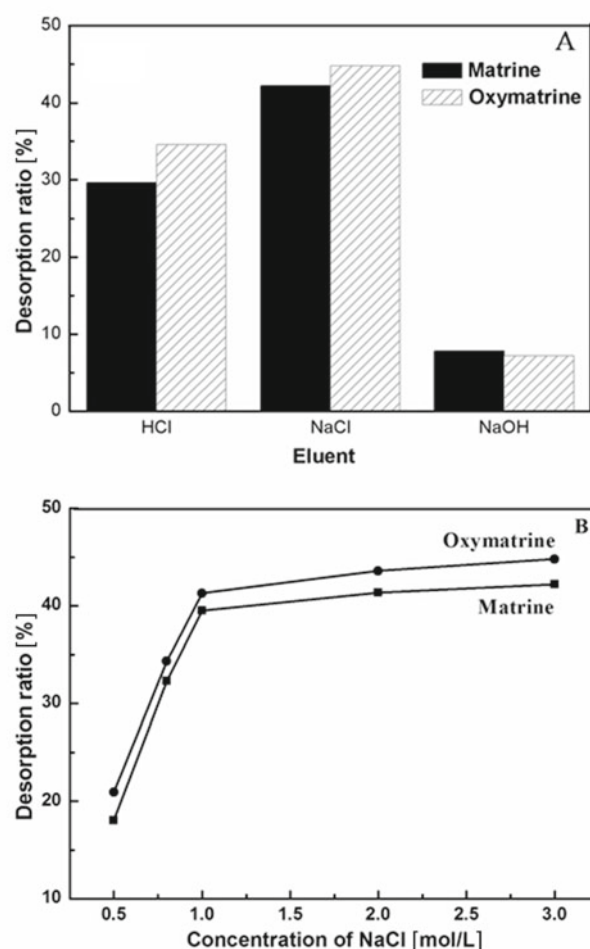 A
Matrine
Oxymatrine
50
40
30
20
10
0
Desorption ratio [%]
HCl NaCl NaOH
Eluent
B
Oxymatrine
Matrine
50
40
30
20
10
Desorption ratio [%]
0.5 1.0 1.5 2.0 2.5 3.0
Concentration of NaCl [mol/L]